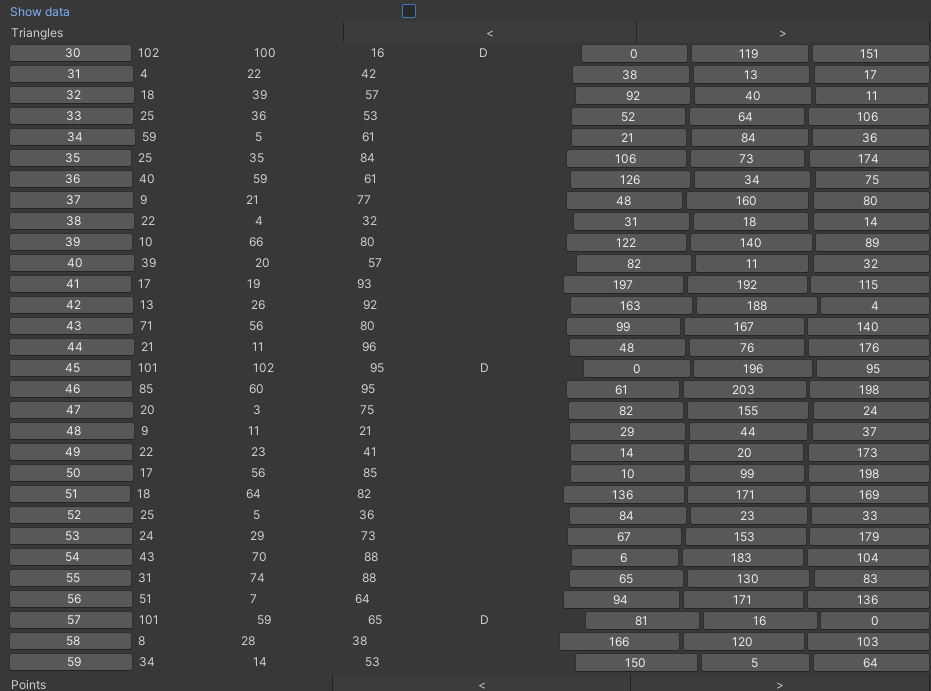 Show data
Triangles < >
30 102 100 16 D 0 119 151
31 4 22 42 38 13 17
32 18 39 57 92 40 11
33 25 36 53 52 64 106
34 59 5 61 21 84 36
35 25 35 84 106 73 174
36 40 59 61 126 34 75
37 9 21 77 48 160 80
38 22 4 32 31 18 14
39 10 66 80 122 140 89
40 39 20 57 82 11 32
41 17 19 93 197 192 115
42 13 26 92 163 188 4
43 71 56 80 99 167 140
44 21 11 96 48 76 176
45 101 102 95 D 0 196 95
46 85 60 95 61 203 198
47 20 3 75 82 155 24
48 9 11 21 29 44 37
49 22 23 41 14 20 173
50 17 56 85 10 99 198
51 18 64 82 136 171 169
52 25 5 36 84 23 33
53 24 29 73 67 153 179
54 43 70 88 6 183 104
55 31 74 88 65 130 83
56 51 7 64 94 171 136
57 101 59 65 D 81 16 0
58 8 28 38 166 120 103
59 34 14 53 150 5 64
Points < >